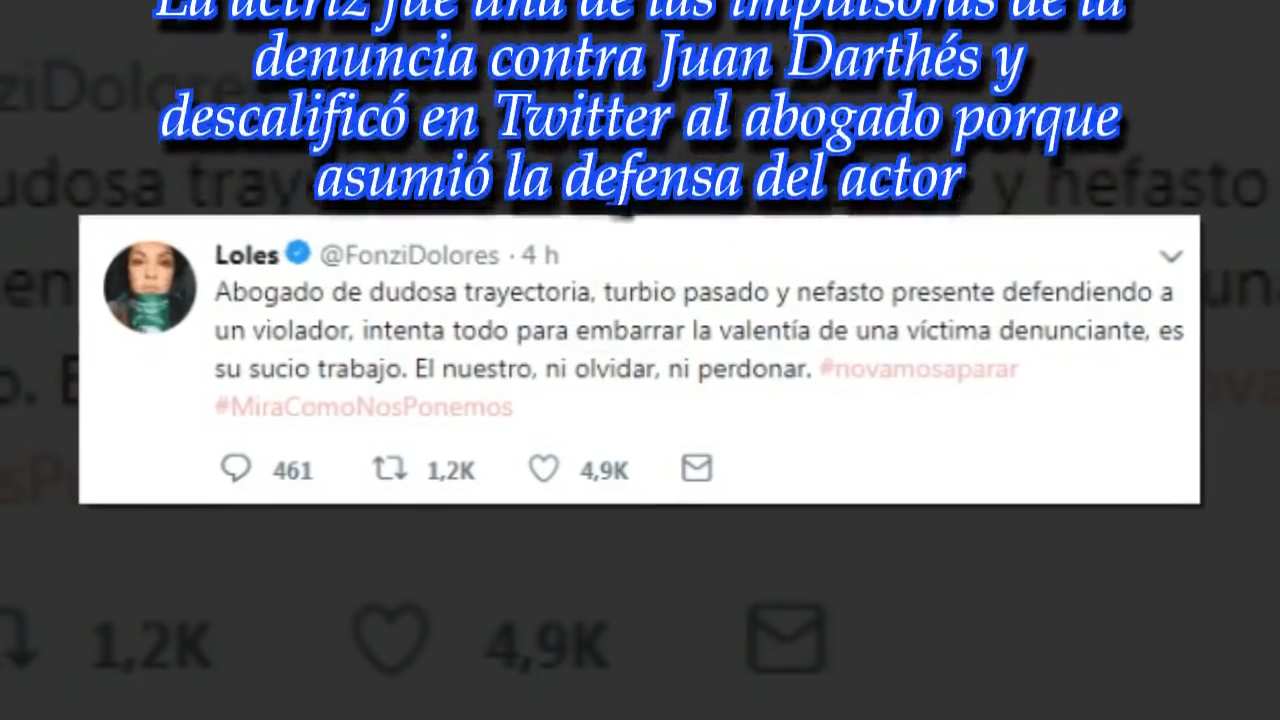 La actriz fue una de las impulsoras de la
denuncia contra Juan Darthés y
descalificó en Twitter al abogado porque
asumió la defensa del actor
Loles @FonziDolores · 4 h
Abogado de dudosa trayectoria, turbio pasado y nefasto presente defendiendo a
un violador, intenta todo para embarrar la valentía de una víctima denunciante, es
su sucio trabajo. El nuestro, ni olvidar, ni perdonar. #novamosaparar
#MiraComoNosPonemos
461 1,2K 4,9K
1,2K 4,9K